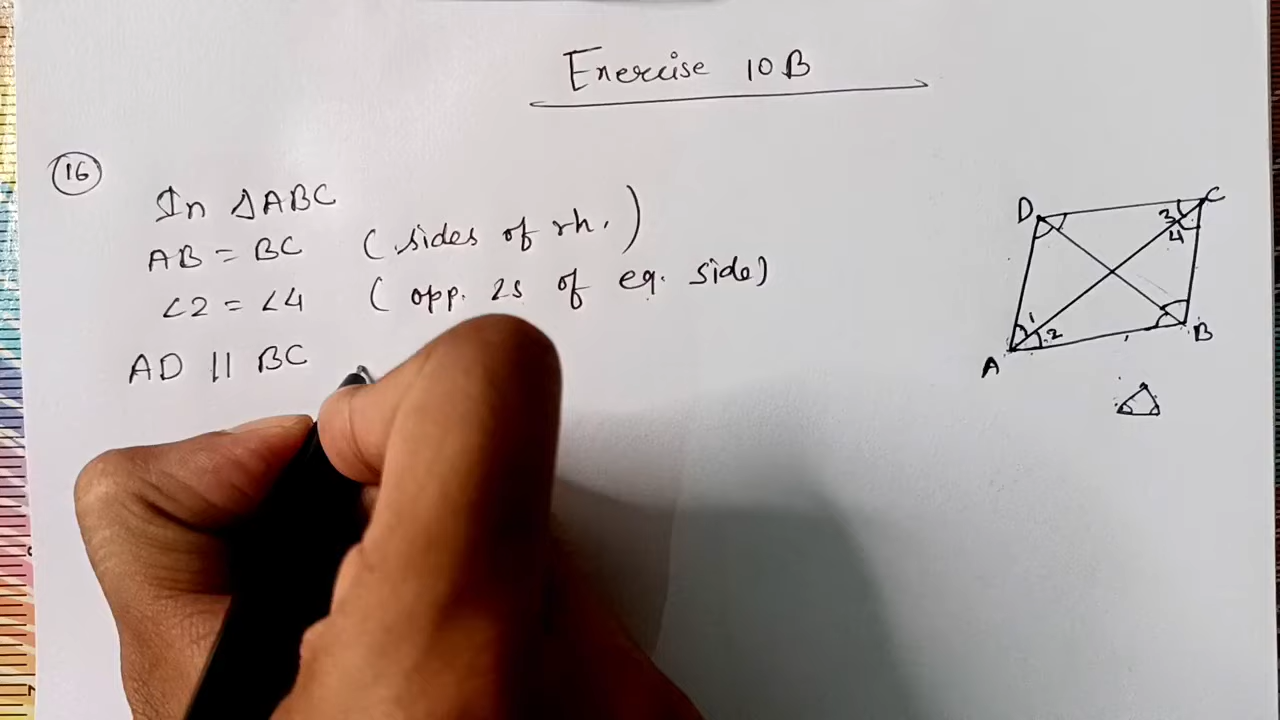 Exercise 10B
16
In ΔABC
AB = BC (sides of rh.)
∠2 = ∠4 (opp. ∠s of eq. side)
AD || BC
D
C
3
4
1
2
A
B